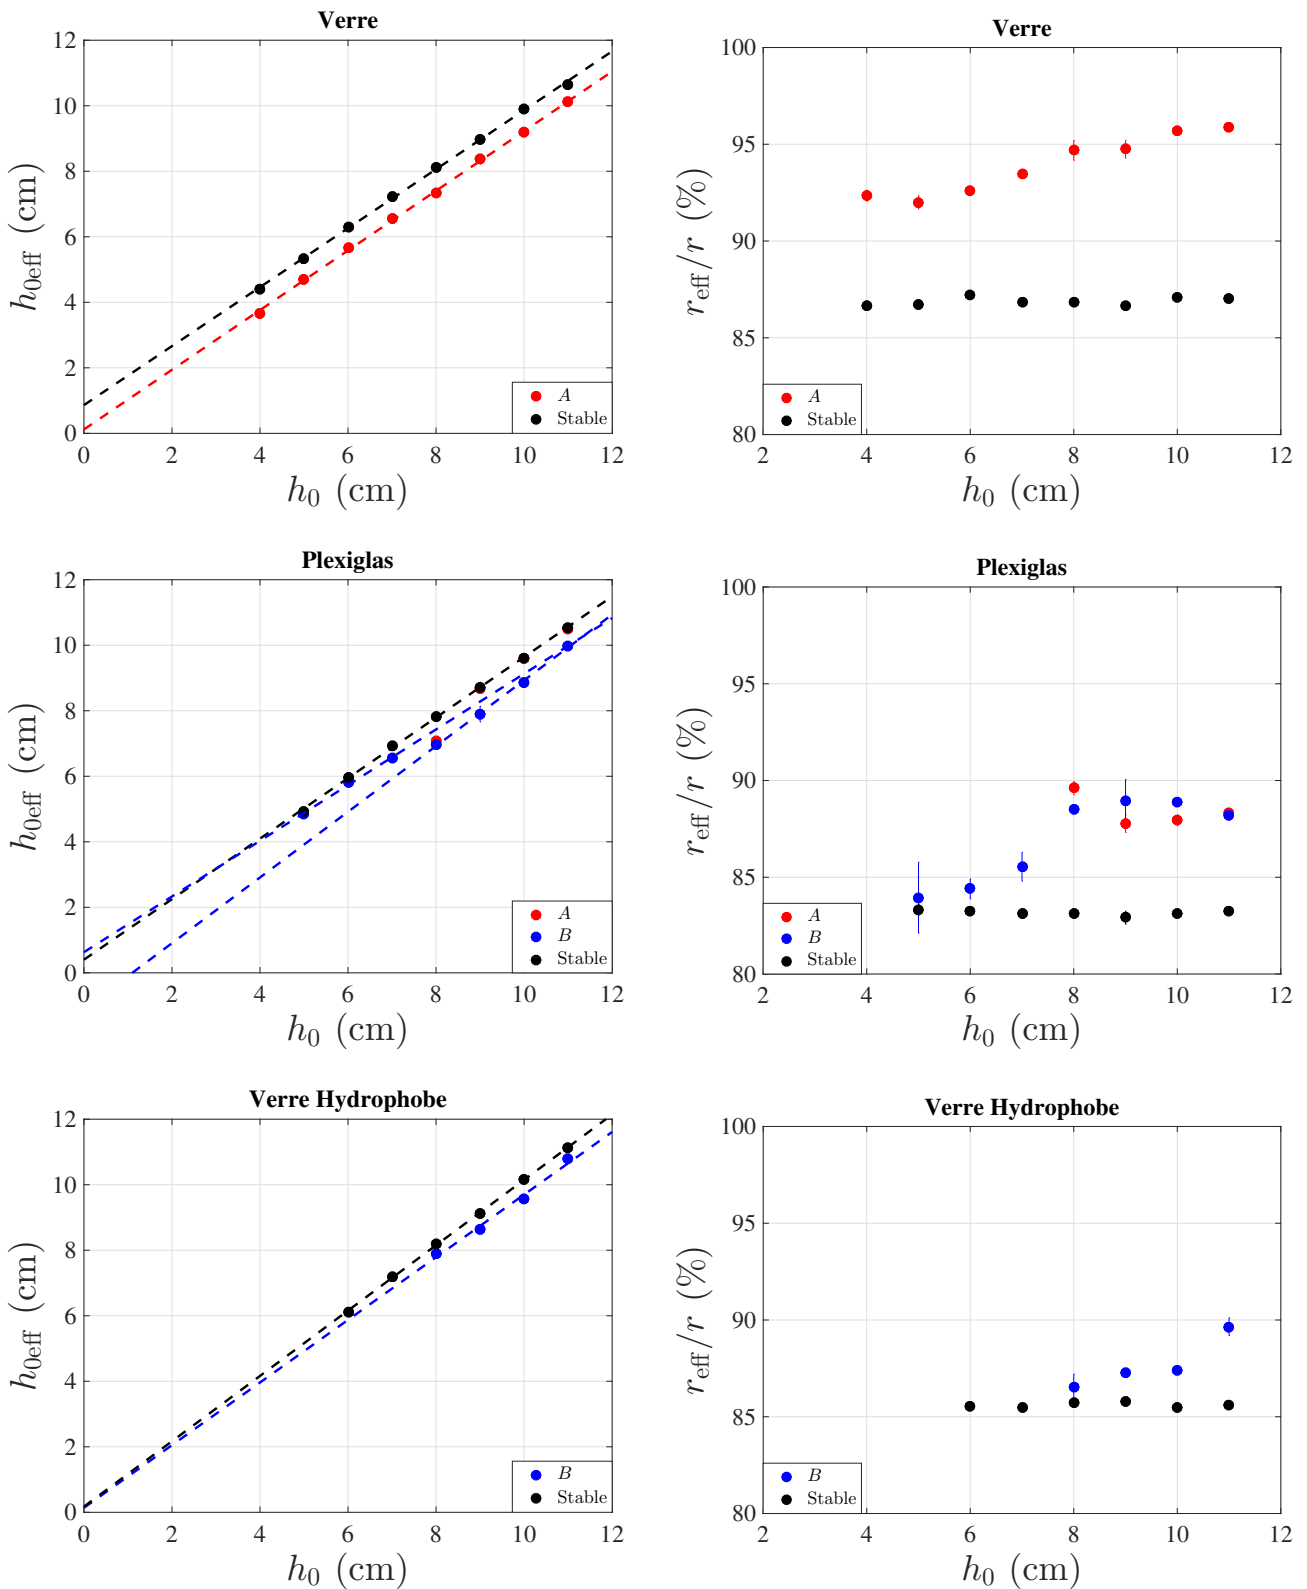 Verre
12
10
8
6
4
2
0
h0eff (cm)
A
Stable
0 2 4 6 8 10 12
h0 (cm)
Verre
100
95
90
85
80
reff/r (%)
A
Stable
2 4 6 8 10 12
h0 (cm)
Plexiglas
12
10
8
6
4
2
0
h0eff (cm)
A
B
Stable
0 2 4 6 8 10 12
h0 (cm)
Plexiglas
100
95
90
85
80
reff/r (%)
A
B
Stable
2 4 6 8 10 12
h0 (cm)
Verre Hydrophobe
12
10
8
6
4
2
0
h0eff (cm)
B
Stable
0 2 4 6 8 10 12
h0 (cm)
Verre Hydrophobe
100
95
90
85
80
reff/r (%)
B
Stable
2 4 6 8 10 12
h0 (cm)